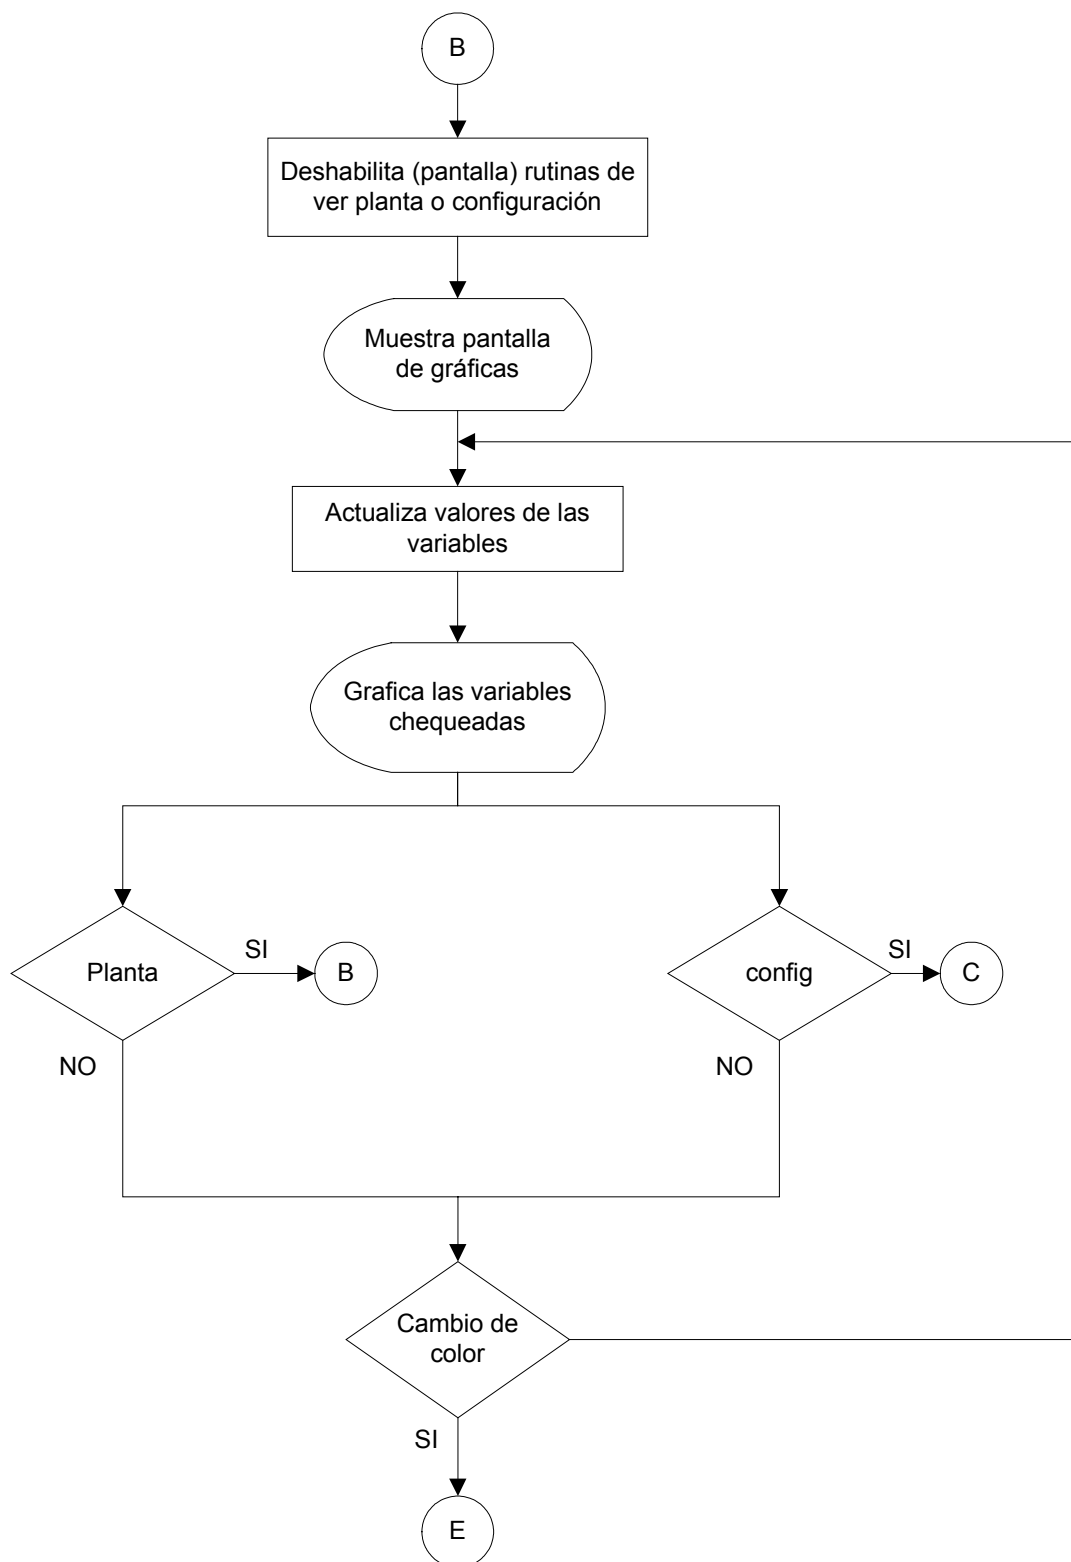 B
Deshabilita (pantalla) rutinas de
ver planta o configuración
Muestra pantalla
de gráficas
Actualiza valores de las
variables
Grafica las variables
chequeadas
Planta
SI
B
config
SI
C
NO
NO
Cambio de
color
SI
E